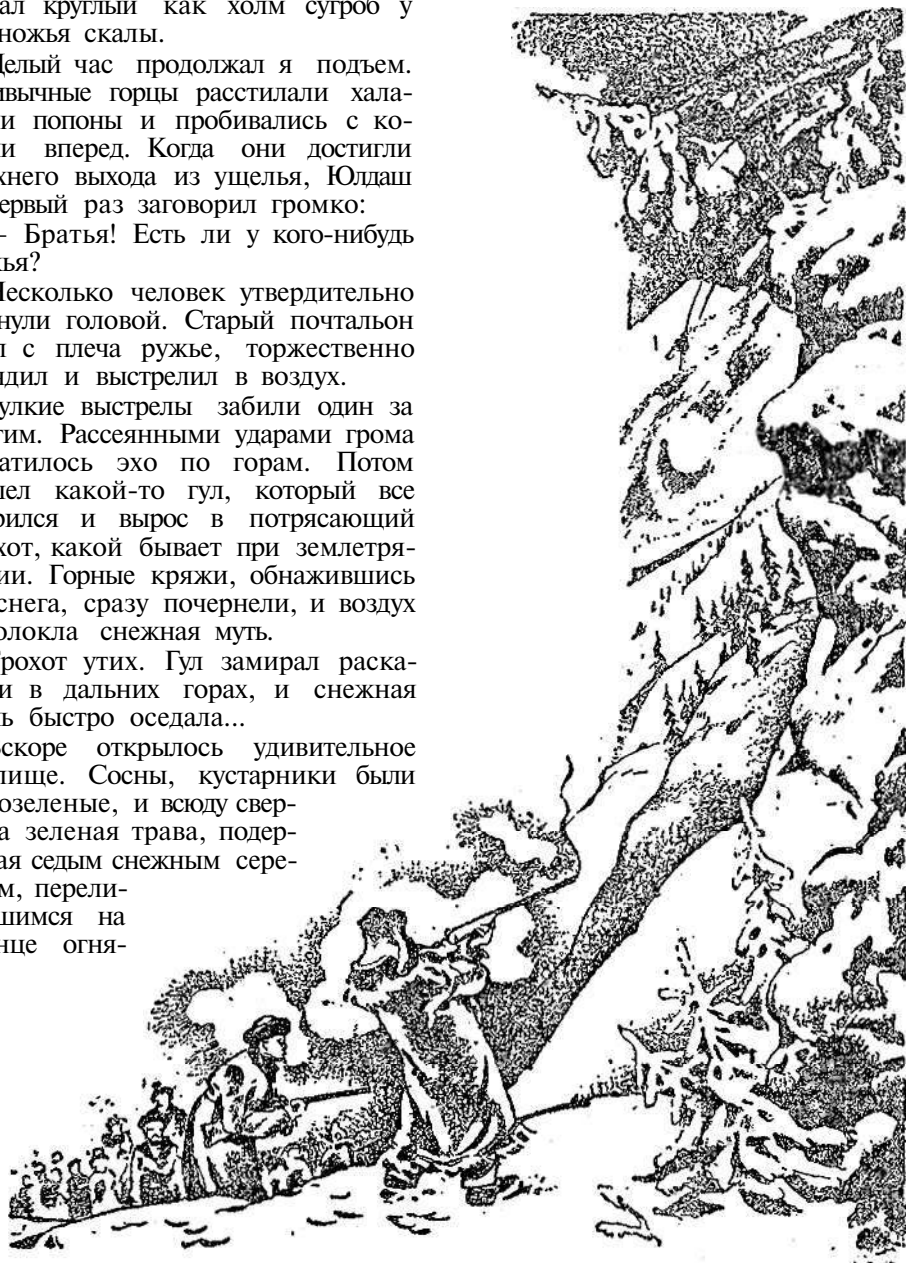 ал круглый как холм сугроб у
ножья скалы.
Целый час продолжал я подъем.
ивычные горцы расстилали хала-
и попоны и пробивались с ко-
и вперед. Когда они достигли
хнего выхода из ущелья, Юлдаш
ервый раз заговорил громко:
– Братья! Есть ли у кого-нибудь
жья?
Несколько человек утвердительно
нули головой. Старый почтальон
л с плеча ружье, торжественно
ядил и выстрелил в воздух.
улкие выстрелы забили один за
гим. Рассеянными ударами грома
атилось эхо по горам. Потом
шел какой-то гул, который все
рился и вырос в потрясающий
хот, какой бывает при землетря-
ии. Горные кряжи, обнажившись
снега, сразу почернели, и воздух
олокла снежная муть.
Грохот утих. Гул замирал раска-
и в дальних горах, и снежная
ь быстро оседала...
Вскоре открылось удивительное
лище. Сосны, кустарники были
озеленые, и всюду свер-
а зеленая трава, подер-
ая седым снежным сере-
м, перели-
шимся на
нце огня-